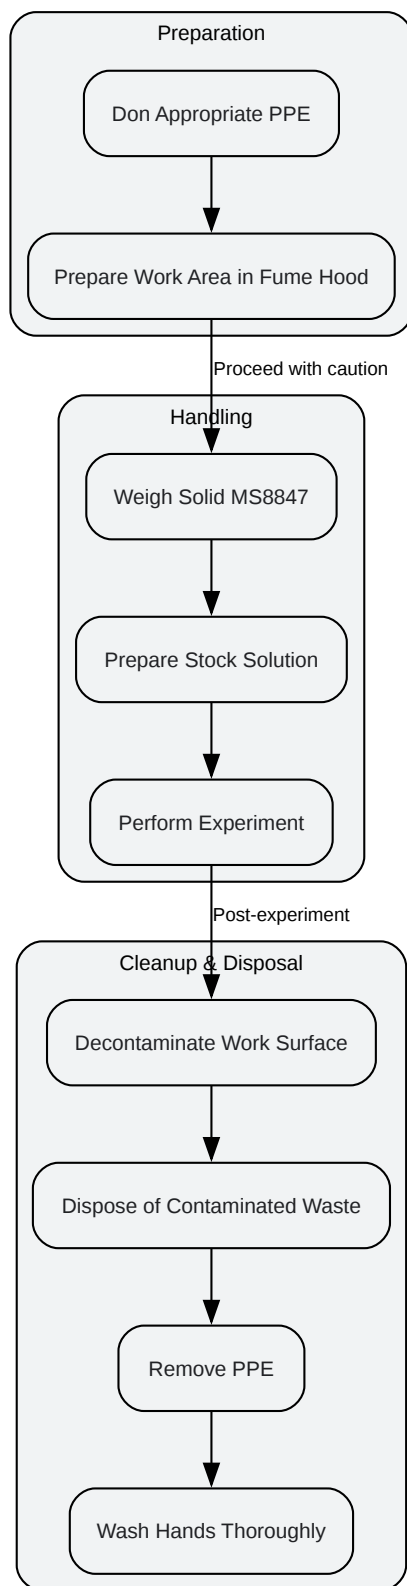 Preparation
Don Appropriate PPE
Prepare Work Area in Fume Hood
Proceed with caution
Handling
Weigh Solid MS8847
Prepare Stock Solution
Perform Experiment
Post-experiment
Cleanup & Disposal
Decontaminate Work Surface
Dispose of Contaminated Waste
Remove PPE
Wash Hands Thoroughly